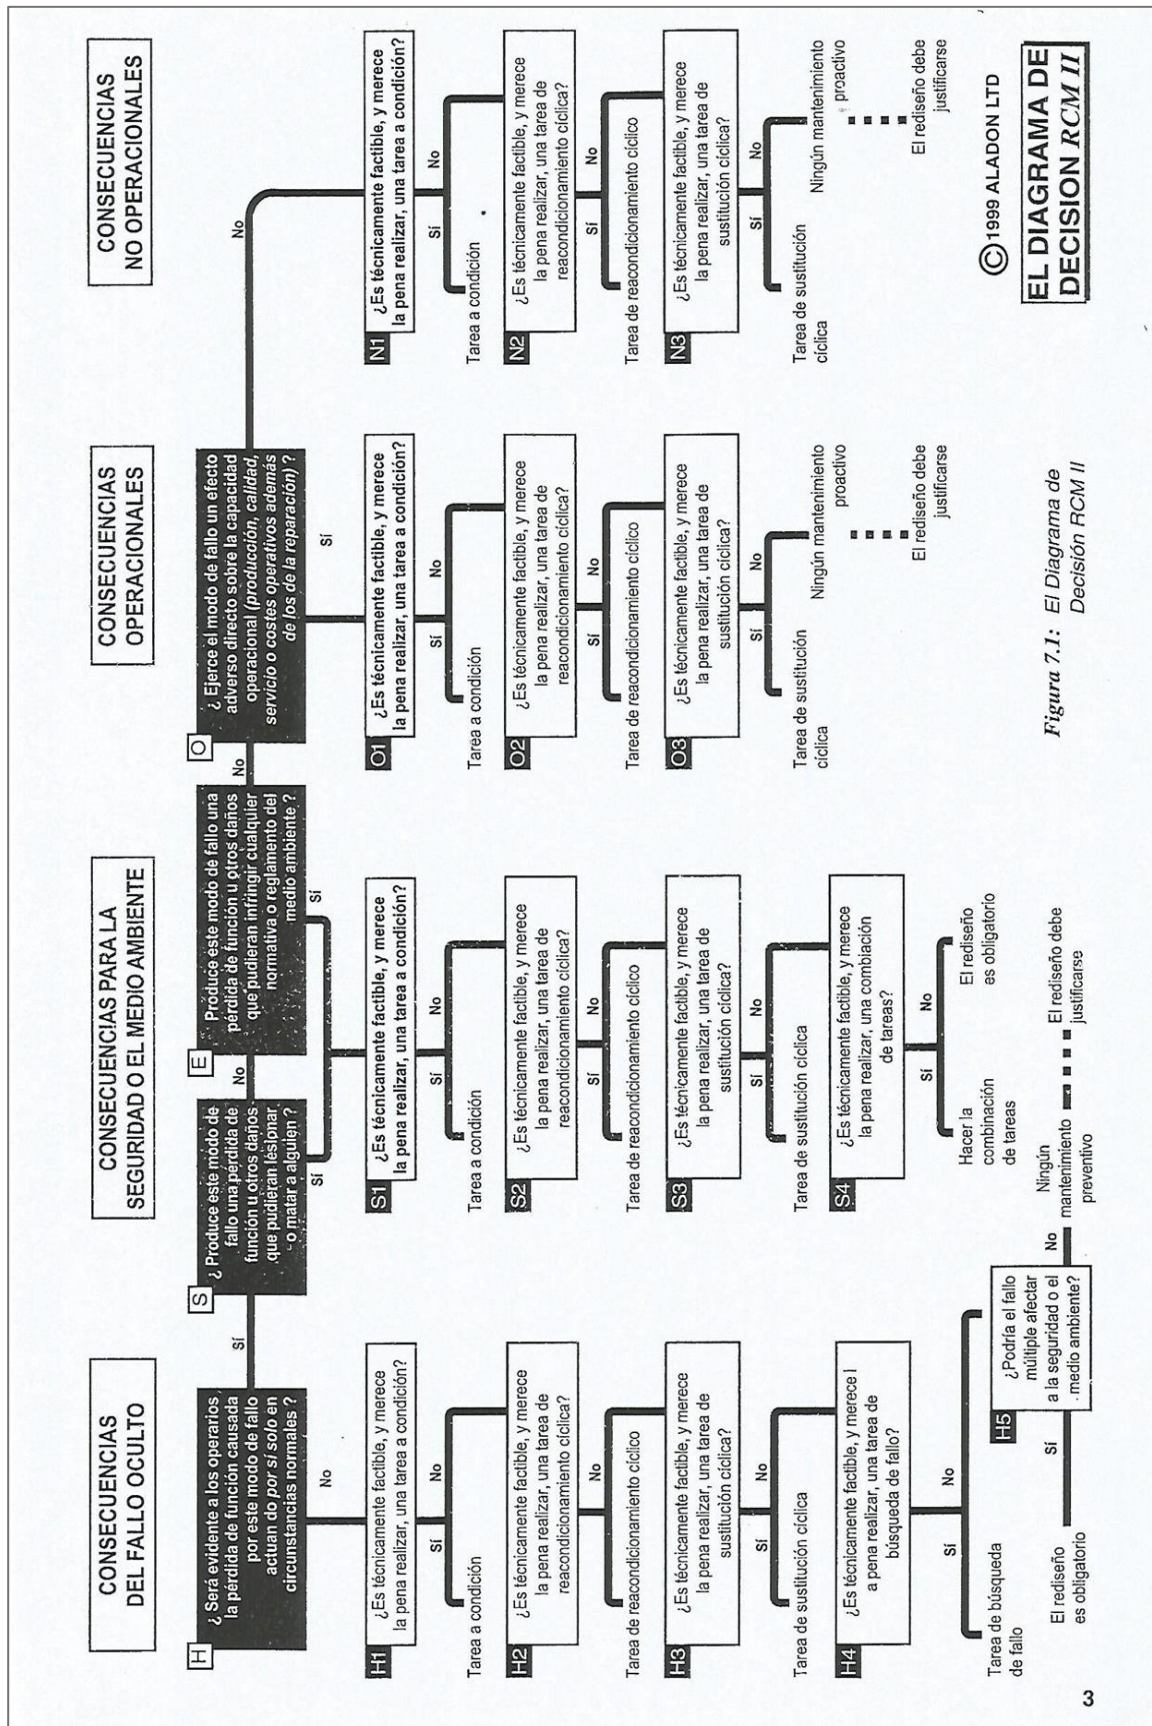 CONSECUENCIAS
DEL FALLO OCULTO
CONSECUENCIAS PARA LA
SEGURIDAD O EL MEDIO AMBIENTE
CONSECUENCIAS
OPERACIONALES
CONSECUENCIAS
NO OPERACIONALES
H
¿ Será evidente a los operarios
la pérdida de función causada
por este modo de fallo
actuan do por sí solo en
circunstancias normales ?
Sí
No
S
¿ Produce este modo de
fallo una pérdida de
función u otros daños
que pudieran lesionar
o matar a alguien ?
No
Sí
E
Produce este modo de fallo una
pérdida de función u otros daños
que pudieran infringir cualquier
normativa o reglamento del
medio ambiente ?
No
Sí
O
¿ Ejerce el modo de fallo un efecto
adverso directo sobre la capacidad
operacional (producción, calidad,
servicio o costes operativos además
de los de la reparación) ?
Sí
No
H1
¿Es técnicamente factible, y merece
la pena realizar, una tarea a condición?
Sí
No
Tarea a condición
H2
¿Es técnicamente factible, y merece
la pena realizar, una tarea de
reacondicionamiento cíclica?
Sí
No
Tarea de reacondicionamiento cíclico
H3
¿Es técnicamente factible, y merece
la pena realizar, una tarea de
sustitución cíclica?
Sí
No
Tarea de sustitución cíclica
H4
¿Es técnicamente factible, y merece l
a pena realizar, una tarea de
búsqueda de fallo?
Sí
No
Tarea de búsqueda
de fallo
H5
¿Podría el fallo
múltiple afectar
a la seguridad o el
medio ambiente?
Sí
No
El rediseño
es obligatorio
Ningún
mantenimiento
preventivo
El rediseño debe
justificarse
S1
¿Es técnicamente factible, y merece
la pena realizar, una tarea a condición?
Sí
No
Tarea a condición
S2
¿Es técnicamente factible, y merece
la pena realizar, una tarea de
reacondicionamiento cíclica?
Sí
No
Tarea de reacondicionamiento cíclico
S3
¿Es técnicamente factible, y merece
la pena realizar, una tarea de
sustitución cíclica?
Sí
No
Tarea de sustitución cíclica
S4
¿Es técnicamente factible, y merece
la pena realizar, una combiación
de tareas?
Sí
No
Hacer la
combinación
de tareas
El rediseño
es obligatorio
O1
¿Es técnicamente factible, y merece
la pena realizar, una tarea a condición?
Sí
No
Tarea a condición
O2
¿Es técnicamente factible, y merece
la pena realizar, una tarea de
reacondicionamiento cíclica?
Sí
No
Tarea de reacondicionamiento cíclico
O3
¿Es técnicamente factible, y merece
la pena realizar, una tarea de
sustitución cíclica?
Sí
No
Tarea de sustitución
cíclica
Ningún mantenimiento
proactivo
El rediseño debe
justificarse
N1
¿Es técnicamente factible, y merece
la pena realizar, una tarea a condición?
Sí
No
Tarea a condición
N2
¿Es técnicamente factible, y merece
la pena realizar, una tarea de
reacondicionamiento cíclica?
Sí
No
Tarea de reacondicionamiento cíclico
N3
¿Es técnicamente factible, y merece
la pena realizar, una tarea de
sustitución cíclica?
Sí
No
Tarea de sustitución
cíclica
Ningún mantenimiento
proactivo
El rediseño debe
justificarse
Figura 7.1: El Diagrama de
Decisión RCM II
© 1999 ALADON LTD
EL DIAGRAMA DE
DECISION RCM II
3